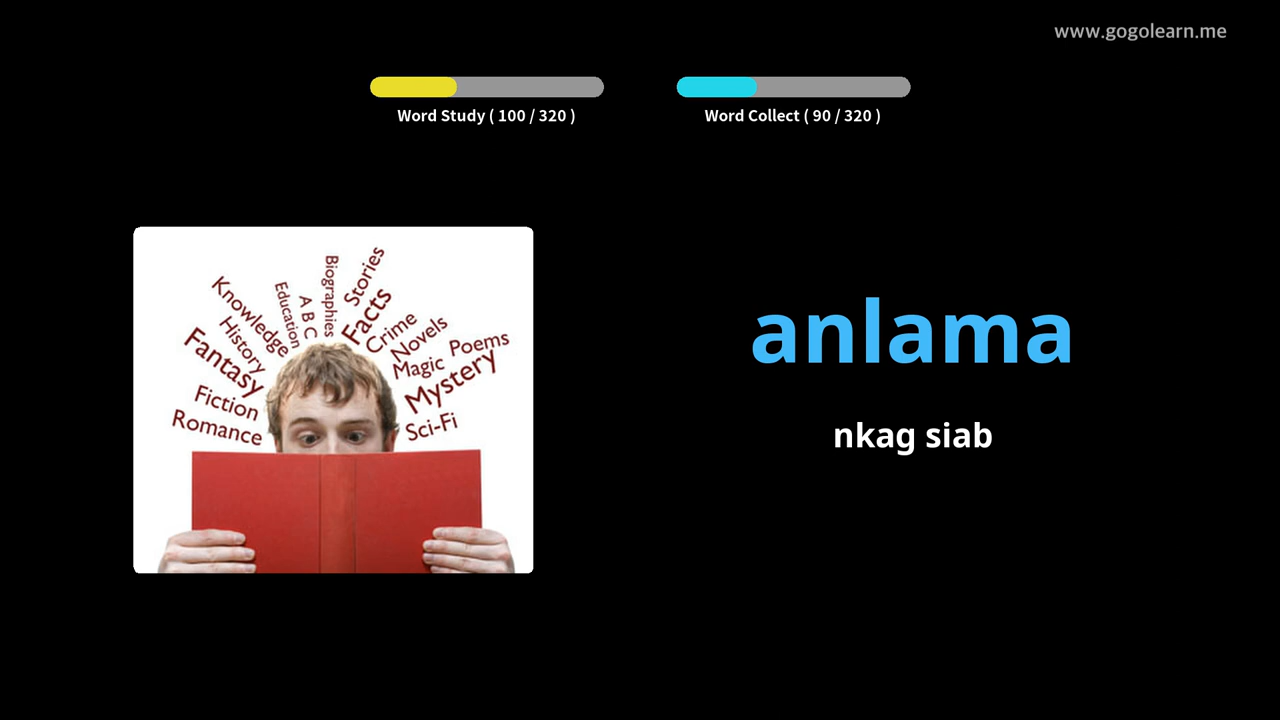 www.gogolearn.me
Word Study ( 100 / 320 )
Word Collect ( 90 / 320 )
Biographies
Stories
Education
A B C
Facts
Knowledge
Crime
History
Novels
Fantasy
Magic
Poems
Mystery
Fiction
Romance
Sci-Fi
anlama
nkag siab